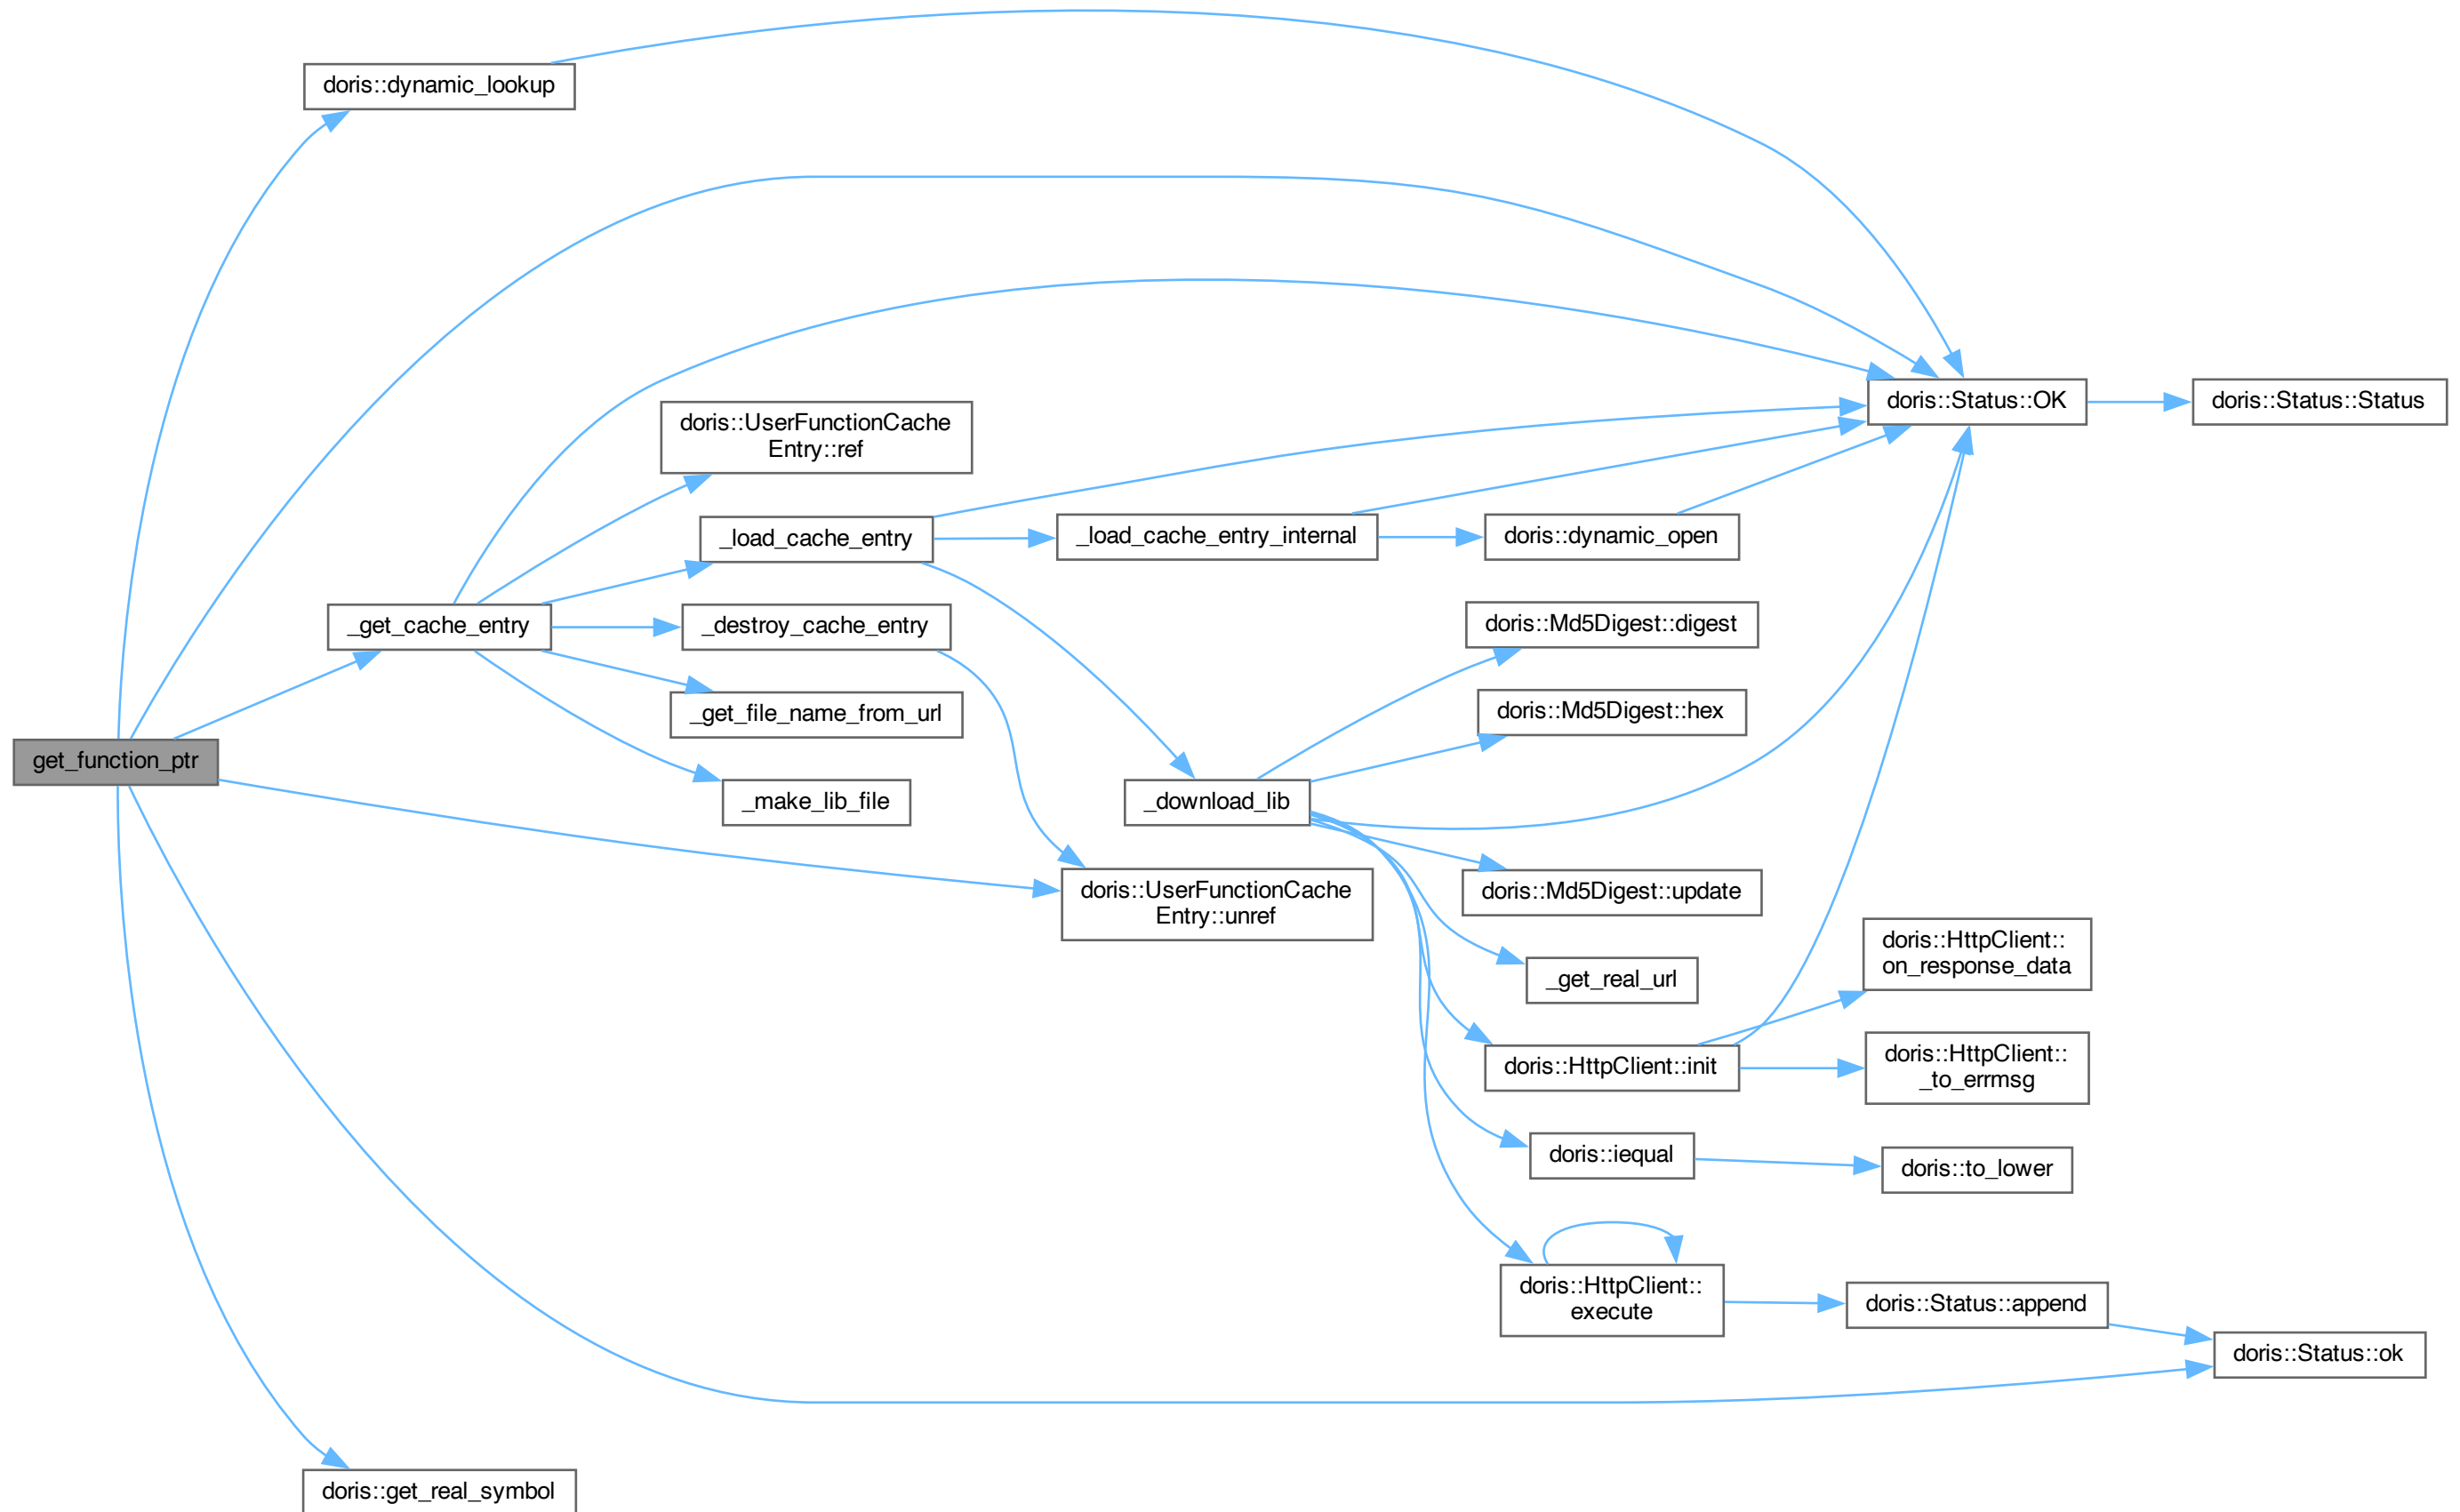 doris::dynamic_lookup
doris::Status::OK
doris::Status::Status
doris::UserFunctionCache
Entry::ref
_load_cache_entry
_load_cache_entry_internal
doris::dynamic_open
_get_cache_entry
_destroy_cache_entry
doris::Md5Digest::digest
_get_file_name_from_url
doris::Md5Digest::hex
get_function_ptr
_make_lib_file
_download_lib
doris::UserFunctionCache
Entry::unref
doris::Md5Digest::update
doris::HttpClient::
on_response_data
_get_real_url
doris::HttpClient::init
doris::HttpClient::
_to_errmsg
doris::iequal
doris::to_lower
doris::HttpClient::
execute
doris::Status::append
doris::Status::ok
doris::get_real_symbol